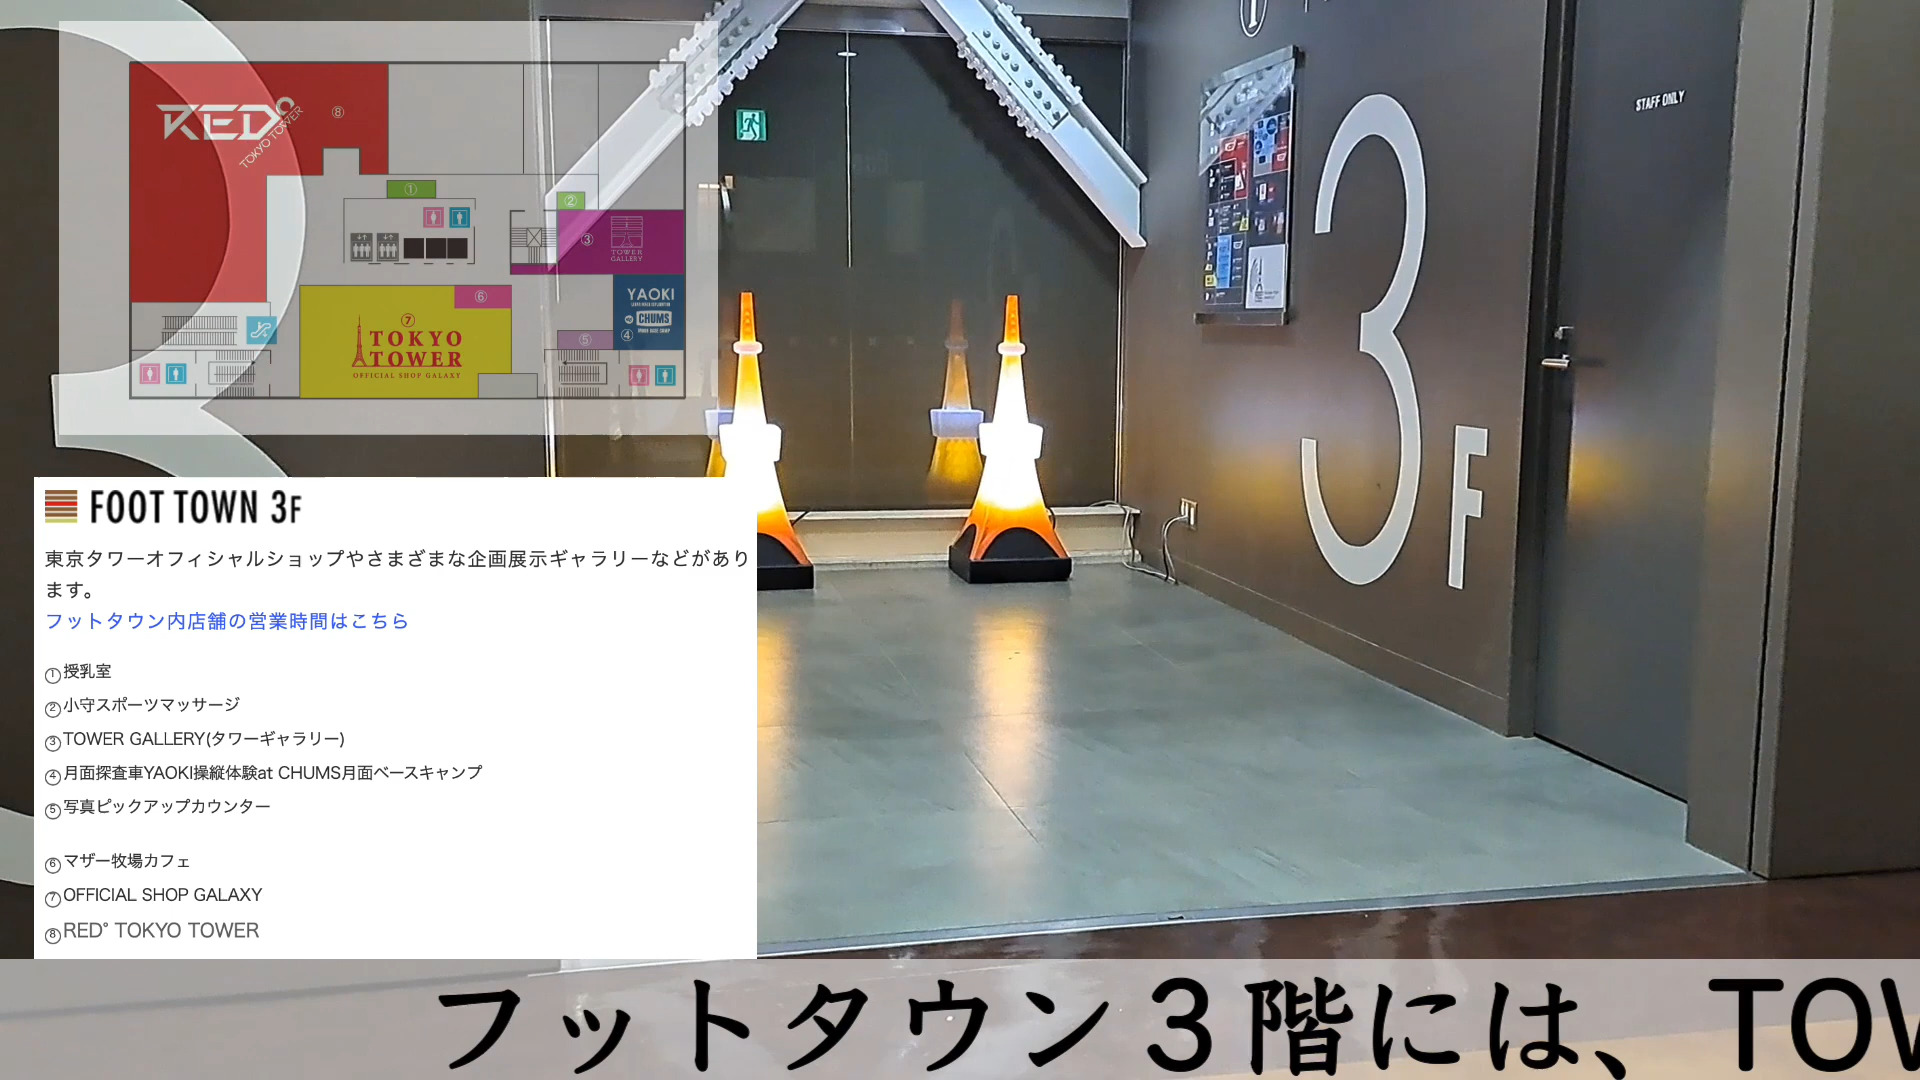 RED°
TOKYO TOWER
⑧
①
②
③
TOWER
GALLERY
YAOKI
CHUMS
④
⑤
⑥
⑦
TOKYO
TOWER
OFFICIAL SHOP GALAXY
STAFF ONLY
3F
FOOT TOWN 3F
東京タワーオフィシャルショップやさまざまな企画展示ギャラリーなどがあり
ます。
フットタウン内店舗の営業時間はこちら
①授乳室
②小守スポーツマッサージ
③TOWER GALLERY(タワーギャラリー)
④月面探査車YAOKI操縦体験at CHUMS月面ベースキャンプ
⑤写真ピックアップカウンター
⑥マザー牧場カフェ
⑦OFFICIAL SHOP GALAXY
⑧RED° TOKYO TOWER
フットタウン３階には、TOW